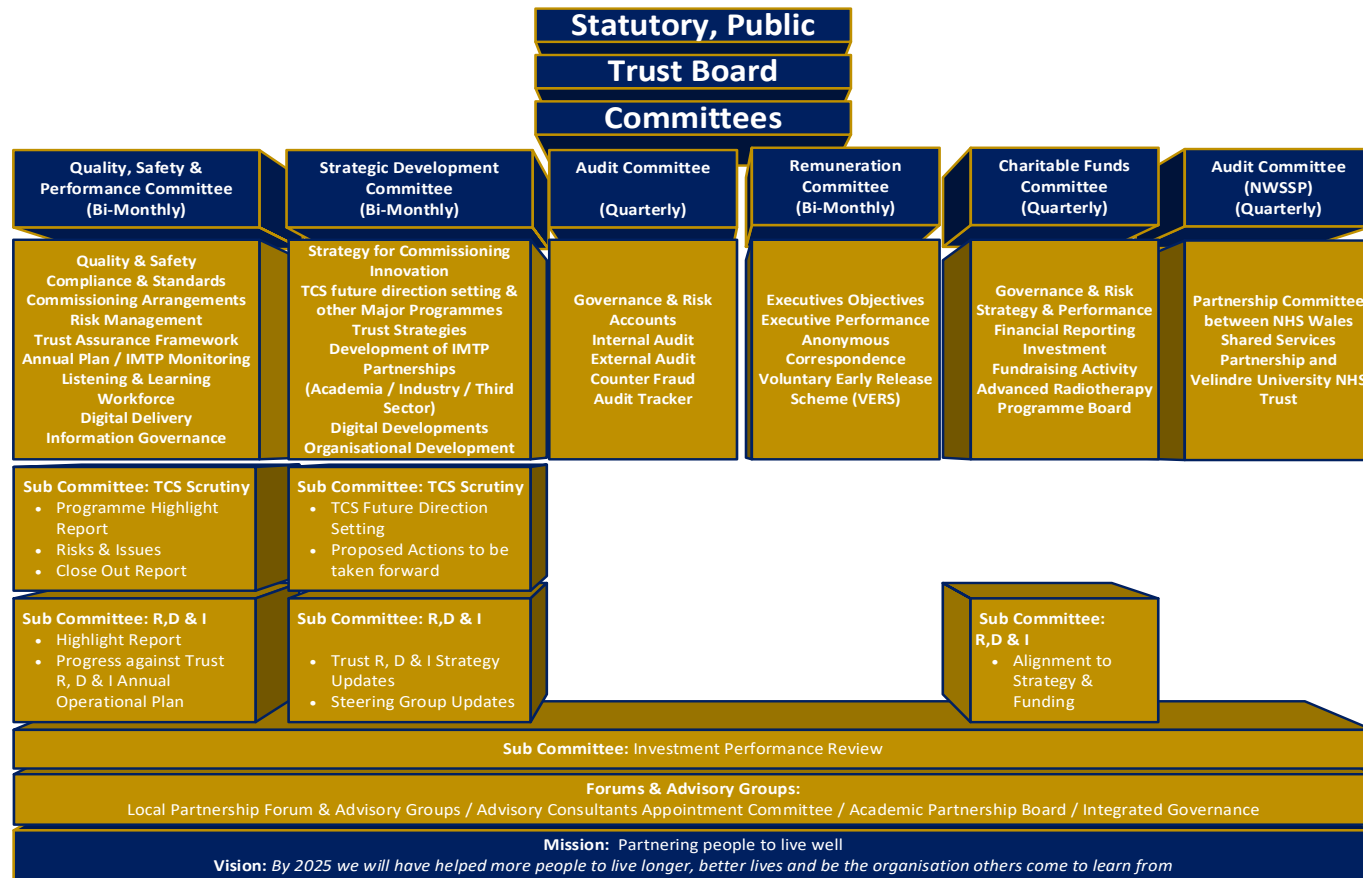 Statutory, Public
Trust Board
Committees
Quality, Safety &
Performance Committee
(Bi-Monthly)
Strategic Development
Committee
(Bi-Monthly)
Audit Committee
(Quarterly)
Remuneration
Committee
(Bi-Monthly)
Charitable Funds
Committee
(Quarterly)
Audit Committee
(NWSSP)
(Quarterly)
Quality & Safety
Compliance & Standards
Commissioning Arrangements
Risk Management
Trust Assurance Framework
Annual Plan / IMTP Monitoring
Listening & Learning
Workforce
Digital Delivery
Information Governance
Strategy for Commissioning
Innovation
TCS future direction setting &
other Major Programmes
Trust Strategies
Development of IMTP
Partnerships
(Academia / Industry / Third
Sector)
Digital Developments
Organisational Development
Governance & Risk
Accounts
Internal Audit
External Audit
Counter Fraud
Audit Tracker
Executives Objectives
Executive Performance
Anonymous
Correspondence
Voluntary Early Release
Scheme (VERS)
Governance & Risk
Strategy & Performance
Financial Reporting
Investment
Fundraising Activity
Advanced Radiotherapy
Programme Board
Partnership Committee
between NHS Wales
Shared Services
Partnership and
Velindre University NHS
Trust
Sub Committee: TCS Scrutiny
• Programme Highlight
Report
• Risks & Issues
• Close Out Report
Sub Committee: TCS Scrutiny
• TCS Future Direction
Setting
• Proposed Actions to be
taken forward
Sub Committee: R,D & I
• Highlight Report
• Progress against Trust
R, D & I Annual
Operational Plan
Sub Committee: R,D & I
• Trust R, D & I Strategy
Updates
• Steering Group Updates
Sub Committee:
R,D & I
• Alignment to
Strategy &
Funding
Sub Committee: Investment Performance Review
Forums & Advisory Groups:
Local Partnership Forum & Advisory Groups / Advisory Consultants Appointment Committee / Academic Partnership Board / Integrated Governance
Mission: Partnering people to live well
Vision: By 2025 we will have helped more people to live longer, better lives and be the organisation others come to learn from